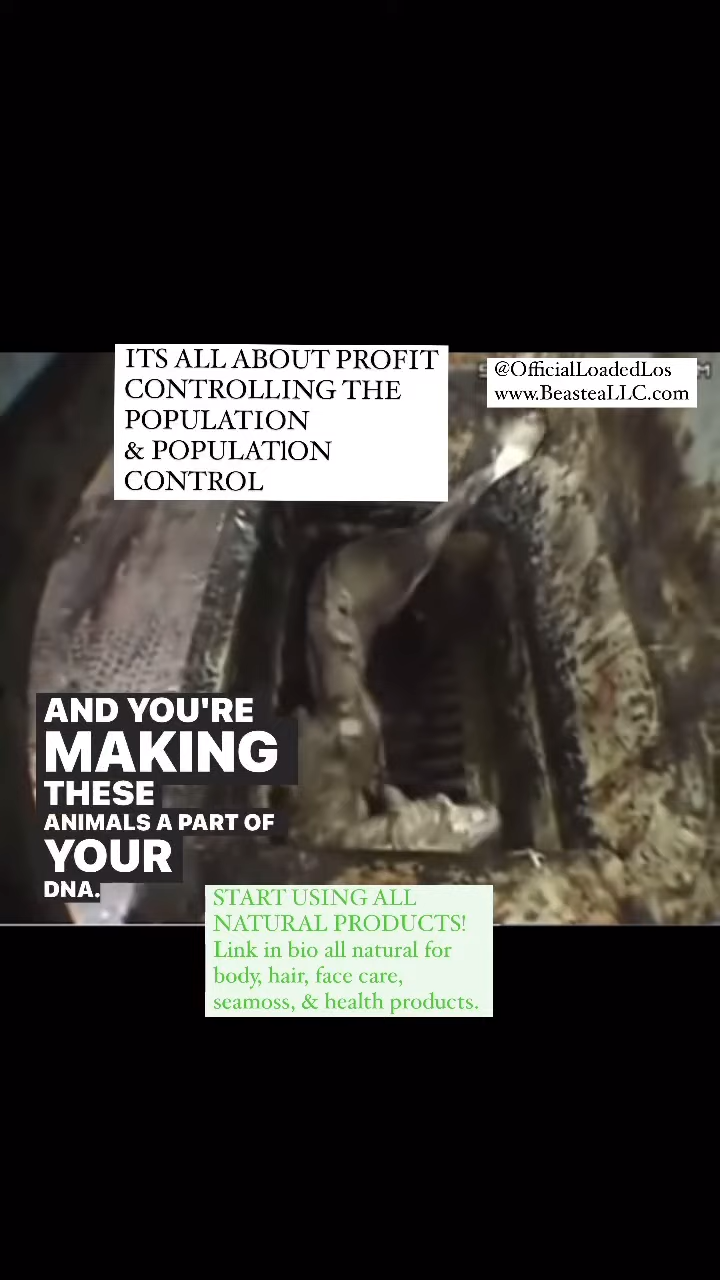 ITS ALL ABOUT PROFIT
CONTROLLING THE
POPULATION
& POPULATION
CONTROL
@OfficialLoadedLos
www.BeasteaLLC.com
AND YOU'RE
MAKING
THESE
ANIMALS A PART OF
YOUR
DNA.
START USING ALL
NATURAL PRODUCTS!
Link in bio all natural for
body, hair, face care,
seamoss, & health products.